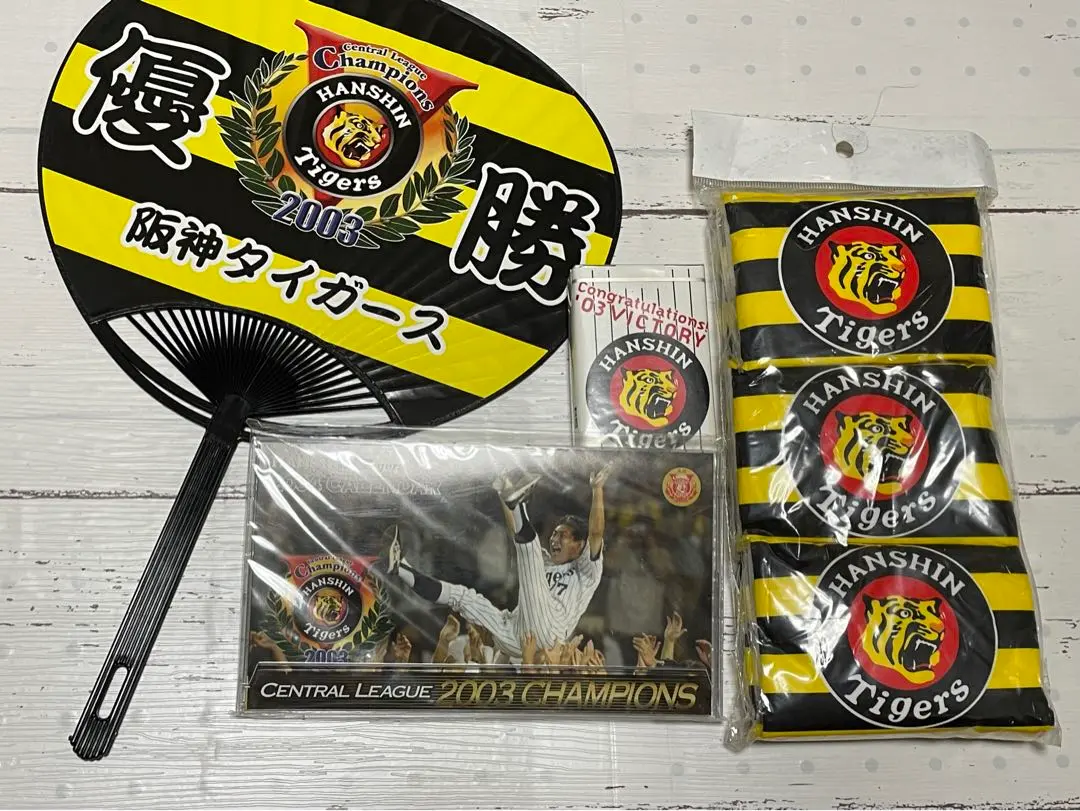 優
勝
Central League
Champions
HANSHIN
Tigers
2003
阪神タイガース
Congratulations!
'03 VICTORY
HANSHIN
Tigers
CALENDAR
Champions
HANSHIN
Tigers
2003
CENTRAL LEAGUE 2003 CHAMPIONS
HANSHIN
Tigers
HANSHIN
Tigers
HANSHIN
Tigers